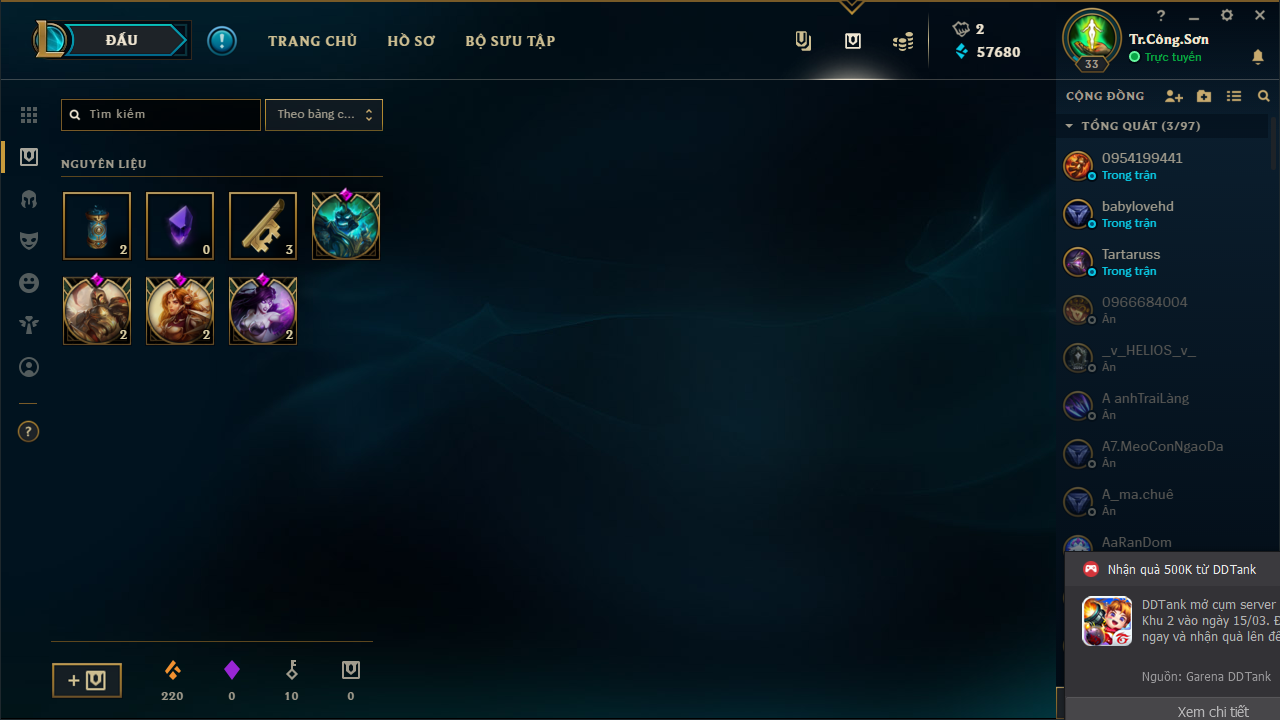 ĐẤU
TRANG CHỦ
HỒ SƠ
BỘ SƯU TẬP
2
57680
33
Tr.Công.Sơn
Trực tuyến
CỘNG ĐỒNG
TỔNG QUÁT (3/97)
Tìm kiếm
Theo bảng c...
NGUYÊN LIỆU
2
0
3
2
2
2
0954199441
Trong trận
babylovehd
Trong trận
Tartaruss
Trong trận
0966684004
Ẩn
_v_HELIOS_v_
Ẩn
A anhTraiLàng
Ẩn
A7.MeoConNgaoDa
Ẩn
A_ma.chuê
Ẩn
AaRanDom
Nhận quà 500K từ DDTank
DDTank mở cụm server
Khu 2 vào ngày 15/03. Đ
ngay và nhận quà lên đế
Nguồn: Garena DDTank
Xem chi tiết
220
0
10
0